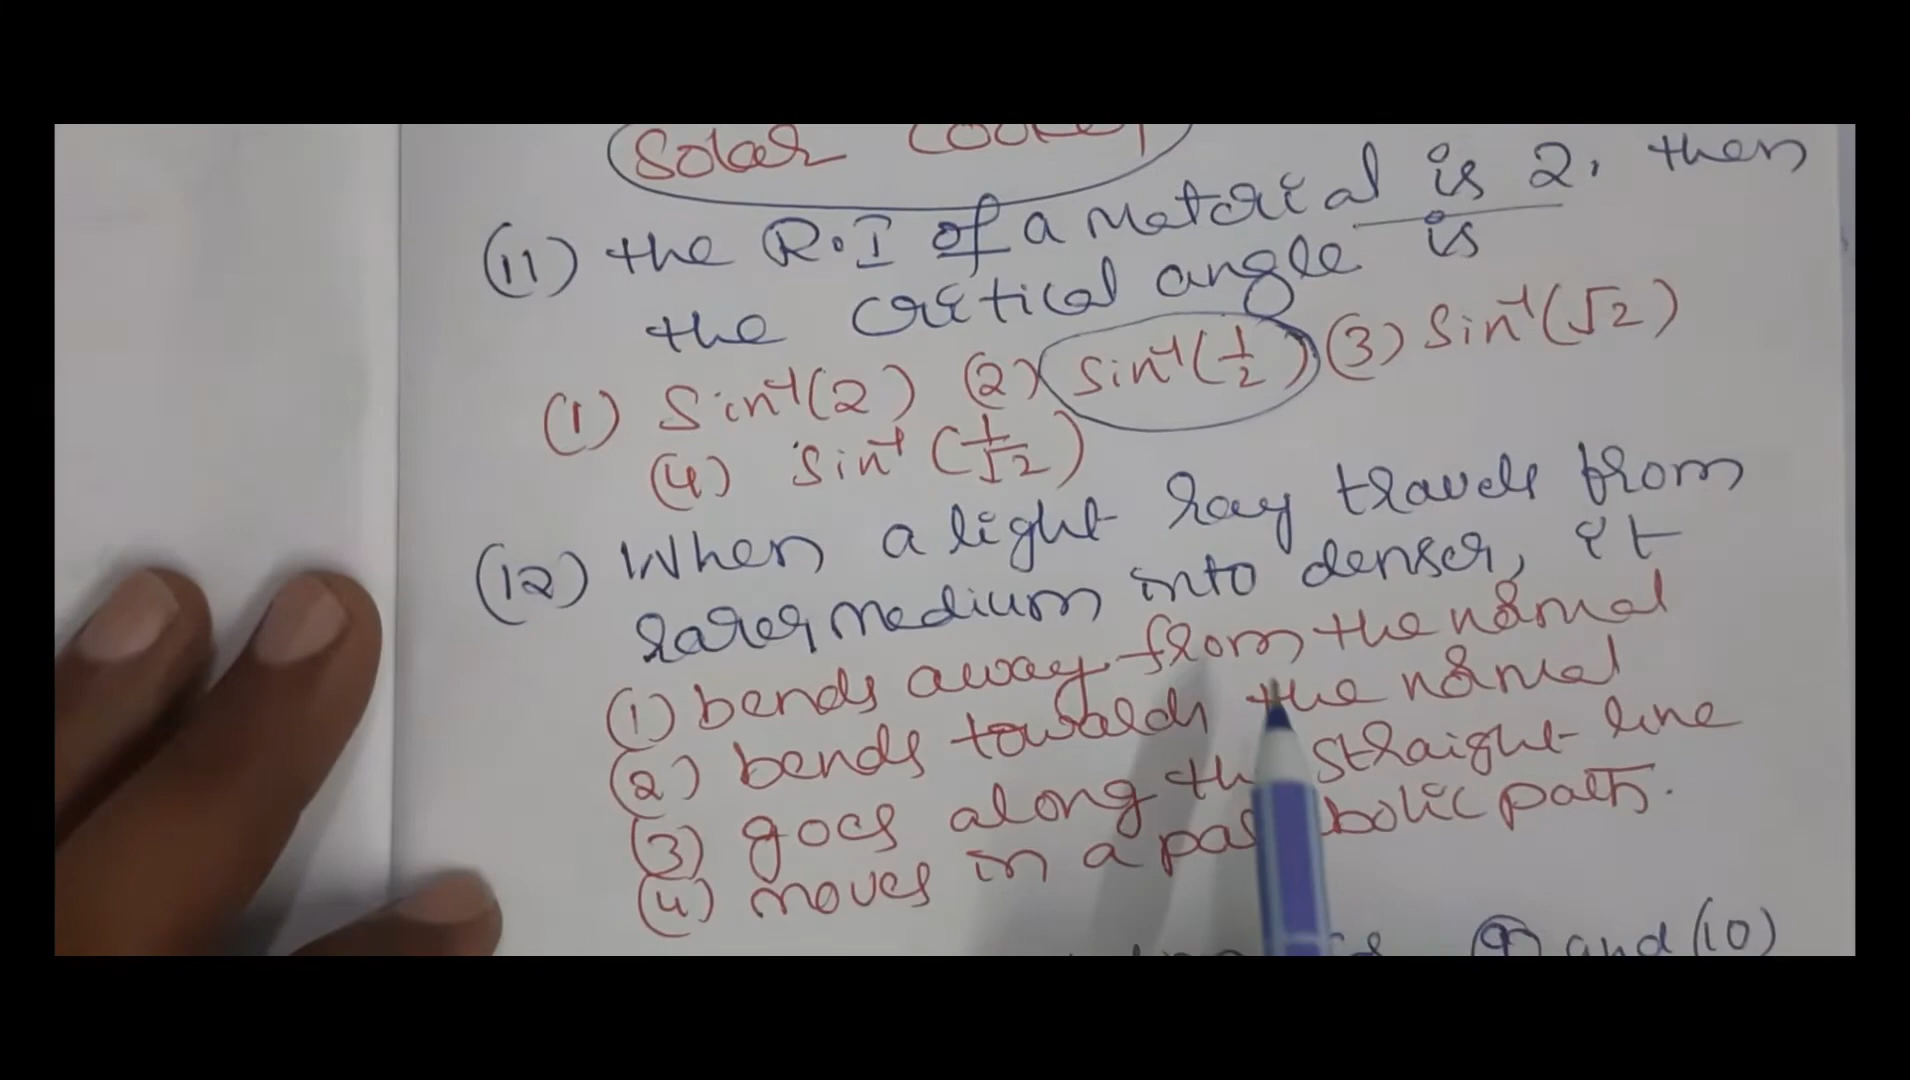 Solar Cooker
(11) the R.I of a Material is 2, then
the critical angle is
(1) Sin⁻¹(2) (2) Sin⁻¹(1/2) (3) Sin⁻¹(√2)
(4) Sin⁻¹(1/√2)
(12) When a light ray travels from
rarer medium into denser, it
(1) bends away from the normal
(2) bends towards the normal
(3) goes along the straight line
(4) moves in a parabolic path.
and (10)